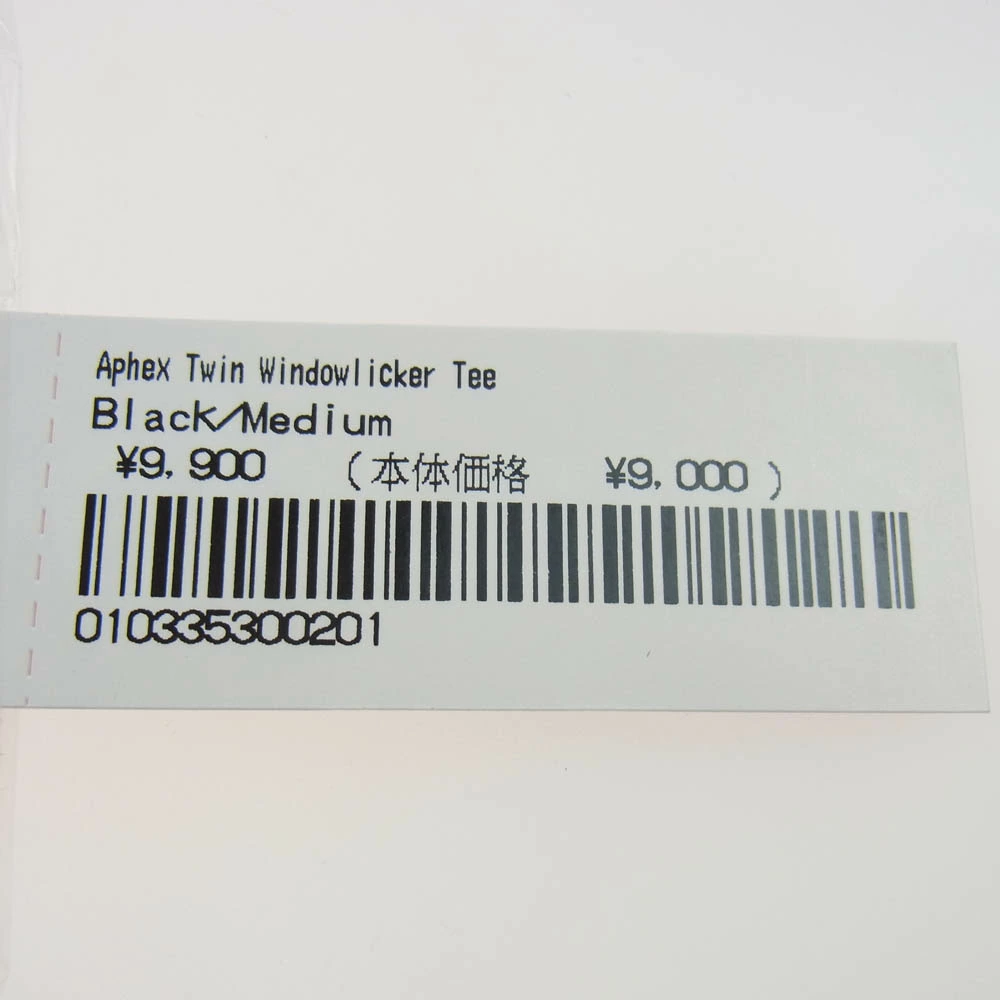 Aphex Twin Windowlicker Tee
Black/Medium
¥9,900 (本体価格 ¥9,000)
010335300201